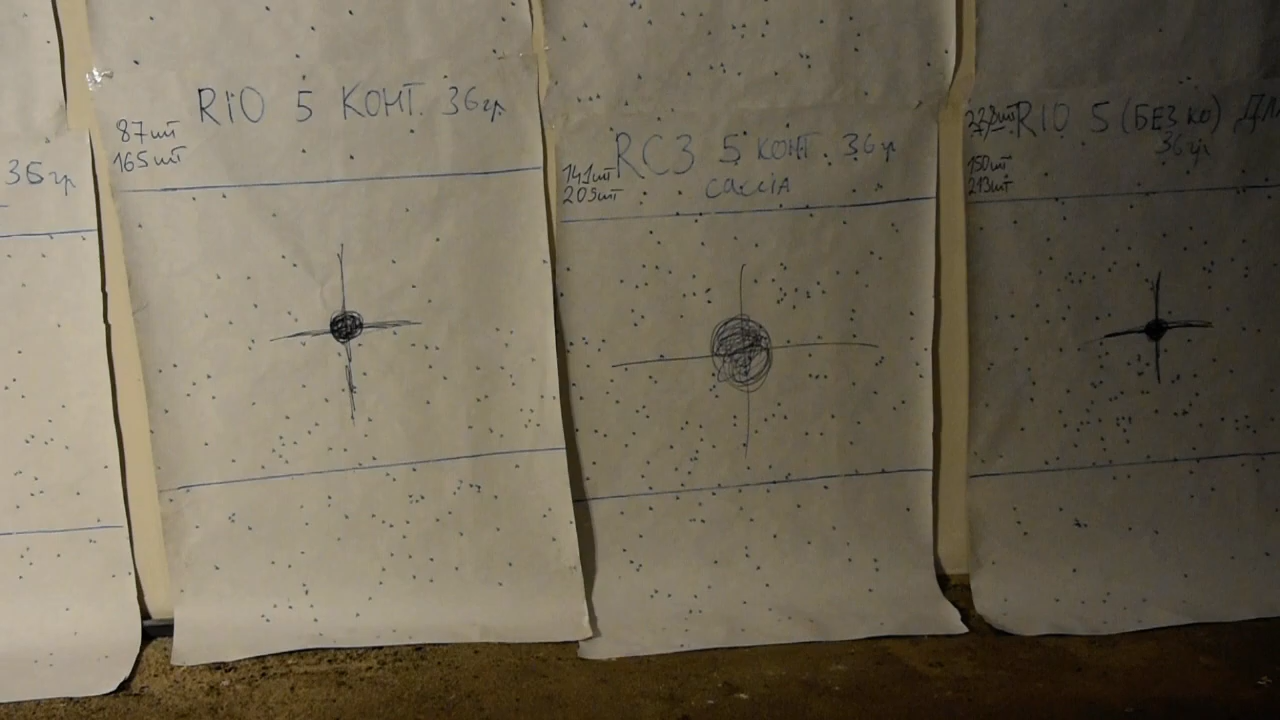 36гр
RIO 5 КОНТ. 36гр.
87шт
165шт
RC3 5 КОНТ. 36гр
caccia
141шт
205шт
RIO 5 (БЕЗ КО)
36гр
150шт
213шт